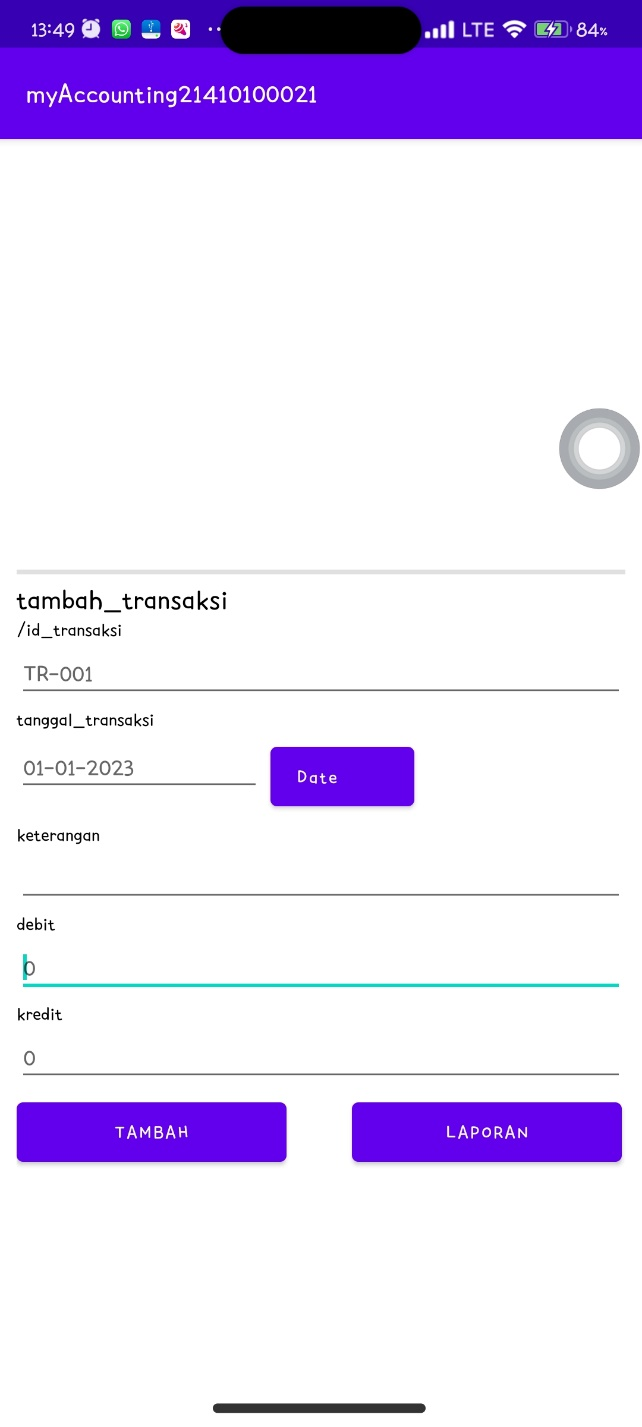 13:49 LTE 84%
myAccounting21410100021
tambah_transaksi
/id_transaksi
TR-001
tanggal_transaksi
01-01-2023 Date
keterangan
debit
0
kredit
0
TAMBAH LAPORAN